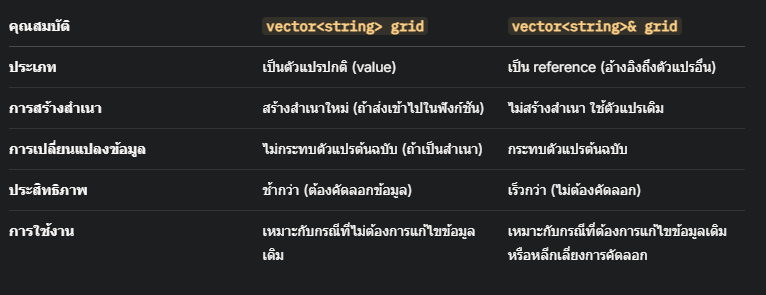 คุณสมบัติ vector<string> grid vector<string>& grid
ประเภท เป็นตัวแปรปกติ (value) เป็น reference (อ้างอิงถึงตัวแปรอื่น)
การสร้างสำเนา สร้างสำเนาใหม่ (ถ้าส่งเข้าไปในฟังก์ชัน) ไม่สร้างสำเนา ใช้ตัวแปรเดิม
การเปลี่ยนแปลงข้อมูล ไม่กระทบตัวแปรต้นฉบับ (ถ้าเป็นสำเนา) กระทบตัวแปรต้นฉบับ
ประสิทธิภาพ ช้ากว่า (ต้องคัดลอกข้อมูล) เร็วกว่า (ไม่ต้องคัดลอก)
การใช้งาน เหมาะกับกรณีที่ไม่ต้องการแก้ไขข้อมูล เหมาะกับกรณีที่ต้องการแก้ไขข้อมูลเดิม
เดิม หรือหลีกเลี่ยงการคัดลอก